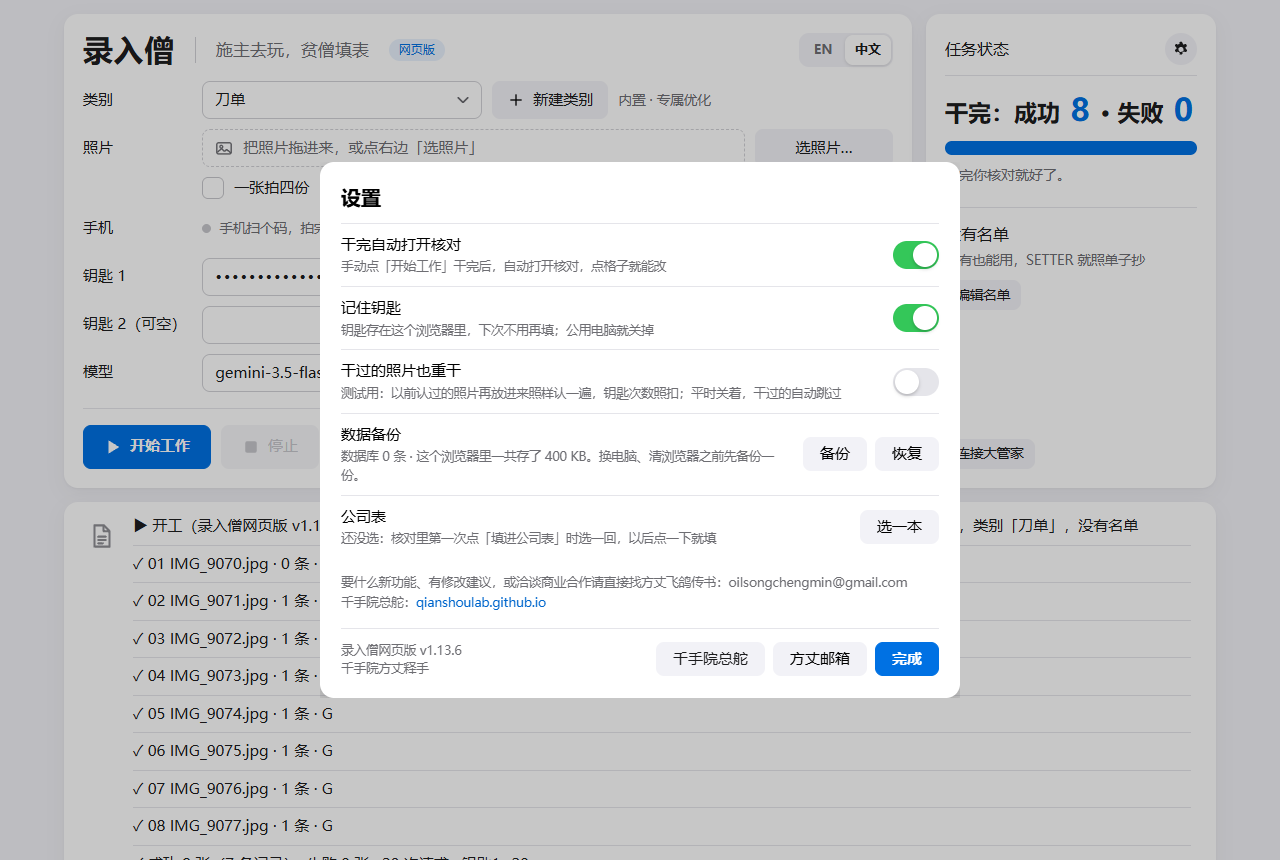 录入僧
施主去玩，贫僧填表
网页版
EN
中文
类别
刀单
新建类别
内置 · 专属优化
照片
把照片拖进来，或点右边「选照片」
选照片...
一张拍四份
手机
手机扫个码，拍
钥匙 1
••••••••••••
钥匙 2（可空）
模型
gemini-3.5-flas
开始工作
停止
任务状态
干完：成功 8 · 失败 0
完你核对就好了。
有名单
有也能用，SETTER 就照单子抄
编辑名单
连接大管家
设置
干完自动打开核对
手动点「开始工作」干完后，自动打开核对，点格子就能改
记住钥匙
钥匙存在这个浏览器里，下次不用再填；公用电脑就关掉
干过的照片也重干
测试用：以前认过的照片再放进来照样认一遍，钥匙次数照扣；平时关着，干过的自动跳过
数据备份
数据库 0 条 · 这个浏览器里一共存了 400 KB。换电脑、清浏览器之前先备份一
份。
备份
恢复
公司表
还没选：核对里第一次点「填进公司表」时选一回，以后点一下就填
选一本
要什么新功能、有修改建议，或洽谈商业合作请直接找方丈飞鸽传书：oilsongchengmin@gmail.com
千手院总舵：qianshoulab.github.io
录入僧网页版 v1.13.6
千手院方丈释手
千手院总舵
方丈邮箱
完成
▶ 开工（录入僧网页版 v1.1
，类别「刀单」，没有名单
✓ 01 IMG_9070.jpg · 0 条 ·
✓ 02 IMG_9071.jpg · 1 条 ·
✓ 03 IMG_9072.jpg · 1 条 ·
✓ 04 IMG_9073.jpg · 1 条 ·
✓ 05 IMG_9074.jpg · 1 条 · G
✓ 06 IMG_9075.jpg · 1 条 · G
✓ 07 IMG_9076.jpg · 1 条 · G
✓ 08 IMG_9077.jpg · 1 条 · G